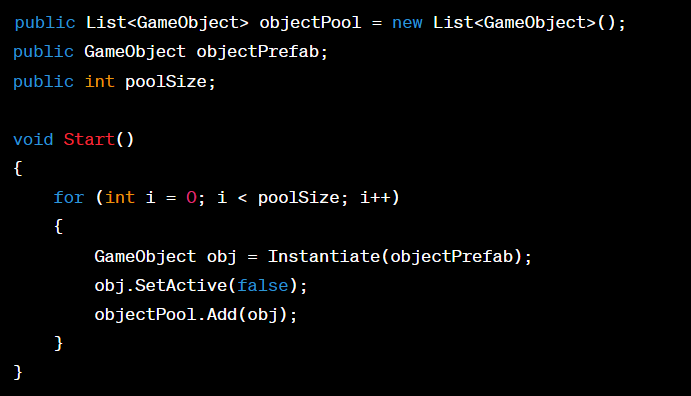 public List<GameObject> objectPool = new List<GameObject>();
public GameObject objectPrefab;
public int poolSize;

void Start()
{
    for (int i = 0; i < poolSize; i++)
    {
        GameObject obj = Instantiate(objectPrefab);
        obj.SetActive(false);
        objectPool.Add(obj);
    }
}